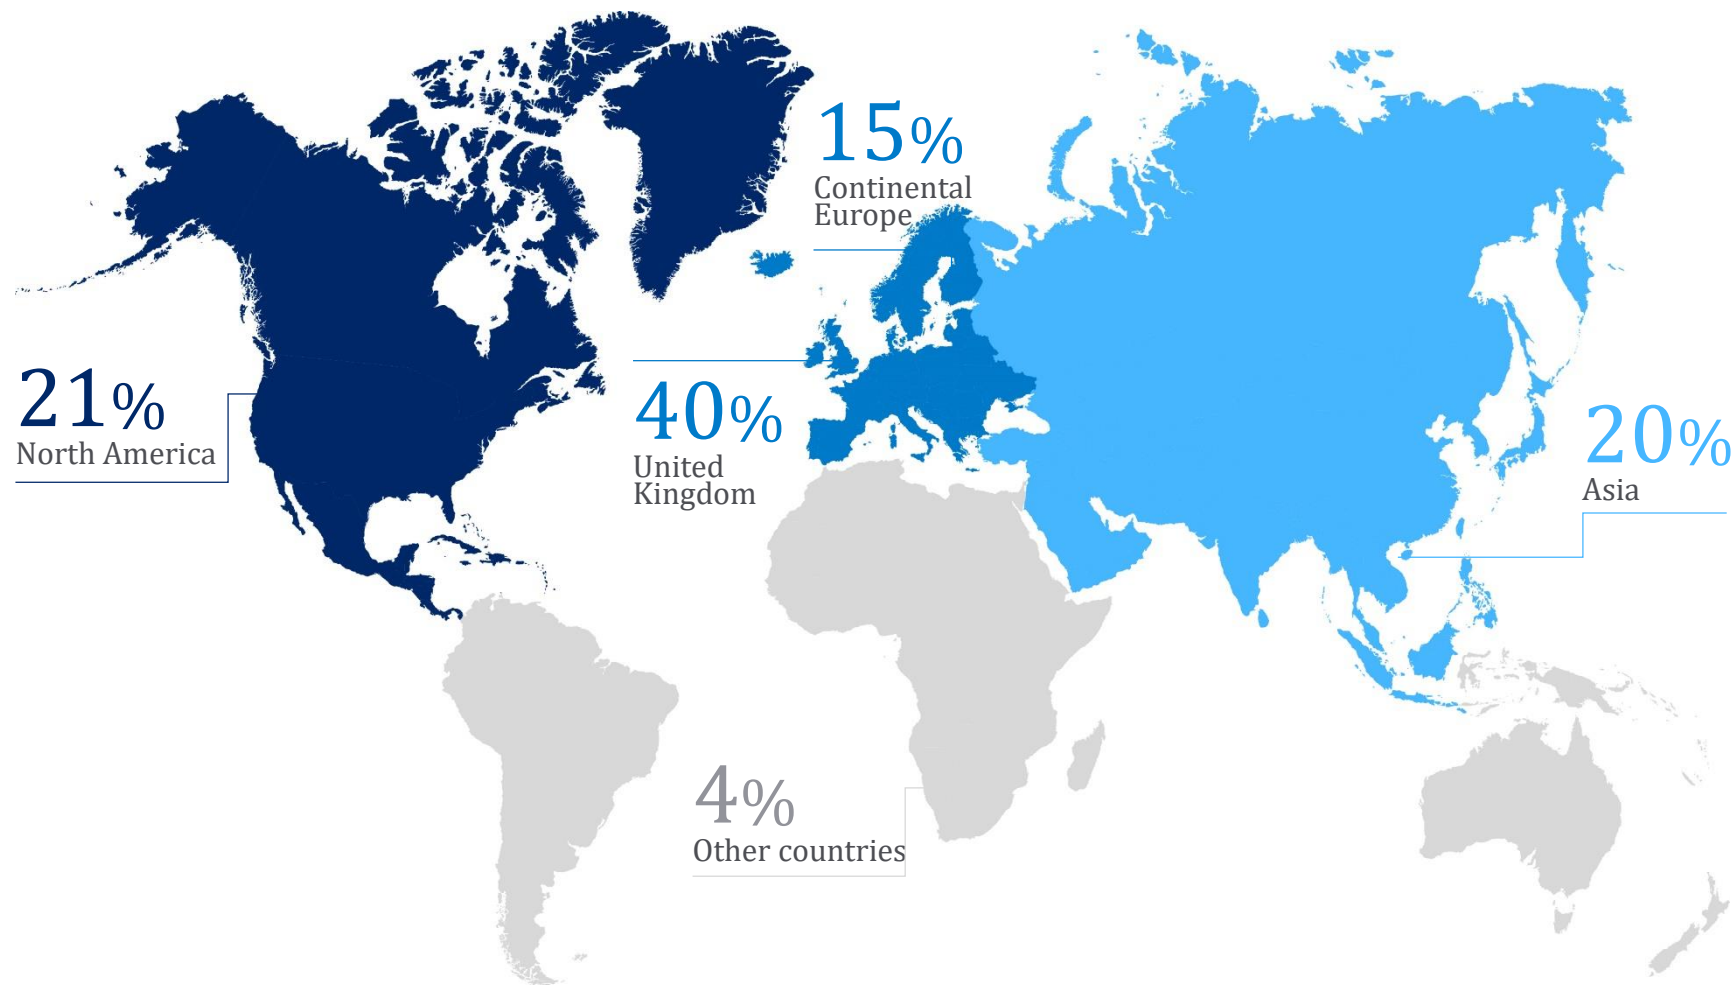 15%
Continental
Europe
21%
North America
40%
United
Kingdom
20%
Asia
4%
Other countries